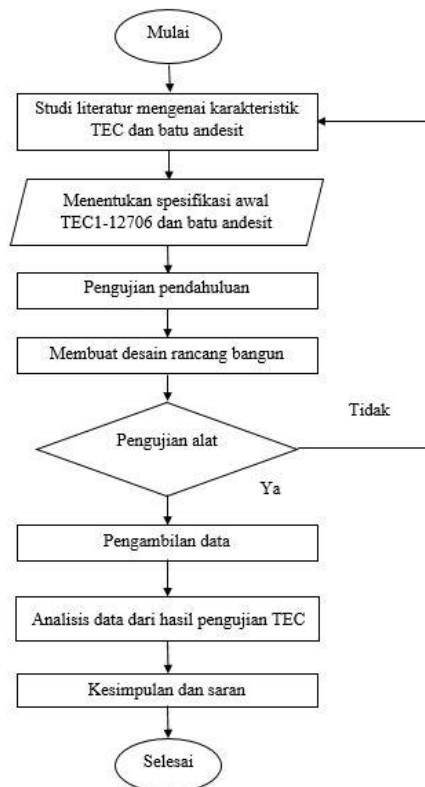 Mulai
Studi literatur mengenai karakteristik
TEC dan batu andesit
Menentukan spesifikasi awal
TEC1-12706 dan batu andesit
Pengujian pendahuluan
Membuat desain rancang bangun
Tidak
Pengujian alat
Ya
Pengambilan data
Analisis data dari hasil pengujian TEC
Kesimpulan dan saran
Selesai